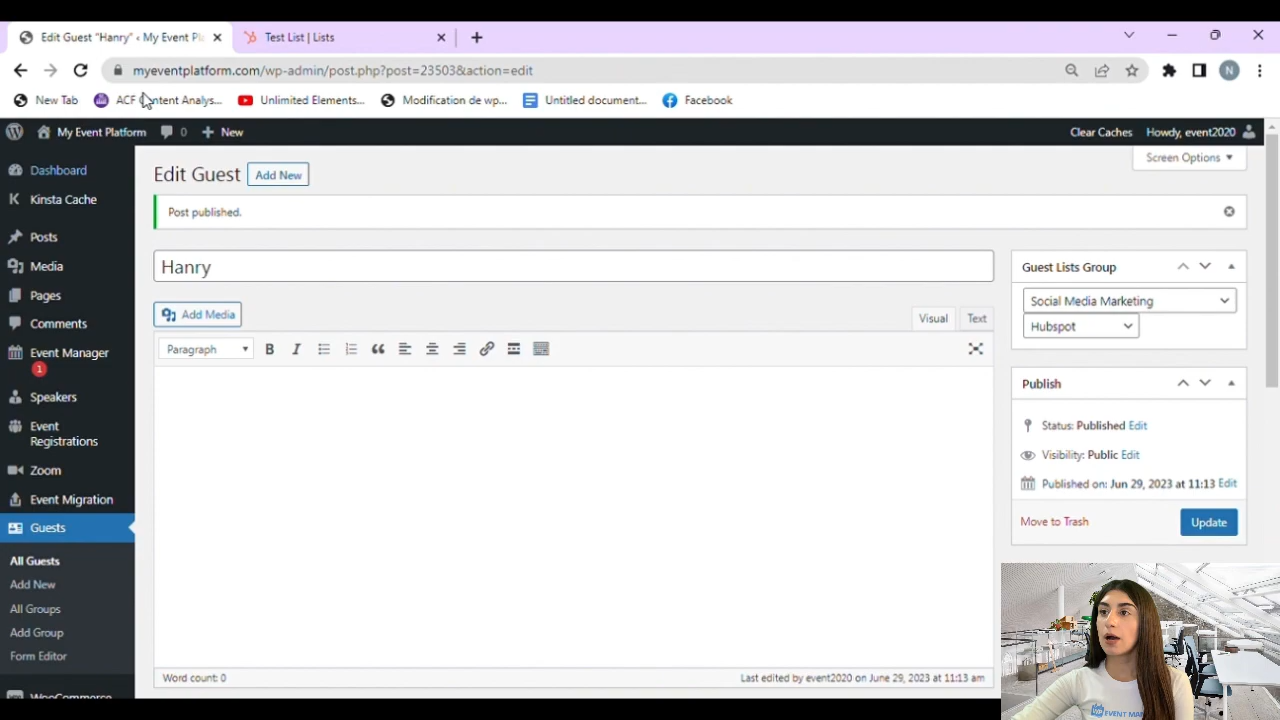 Edit Guest "Hanry" ‹ My Event Pla
Test List | Lists
myeventplatform.com/wp-admin/post.php?post=23503&action=edit
N
New Tab
ACF Content Analys...
Unlimited Elements...
Modification de wp...
Untitled document...
Facebook
My Event Platform
0
New
Clear Caches
Howdy, event2020
Dashboard
Kinsta Cache
Posts
Media
Pages
Comments
Event Manager
1
Speakers
Event
Registrations
Zoom
Event Migration
Guests
All Guests
Add New
All Groups
Add Group
Form Editor
WooCommerce
Edit Guest
Add New
Screen Options
Post published.
Hanry
Add Media
Visual
Text
Paragraph
B
I
Word count: 0
Last edited by event2020 on June 29, 2023 at 11:13 am
Guest Lists Group
Social Media Marketing
Hubspot
Publish
Status: Published Edit
Visibility: Public Edit
Published on: Jun 29, 2023 at 11:13 Edit
Move to Trash
Update
EVENT